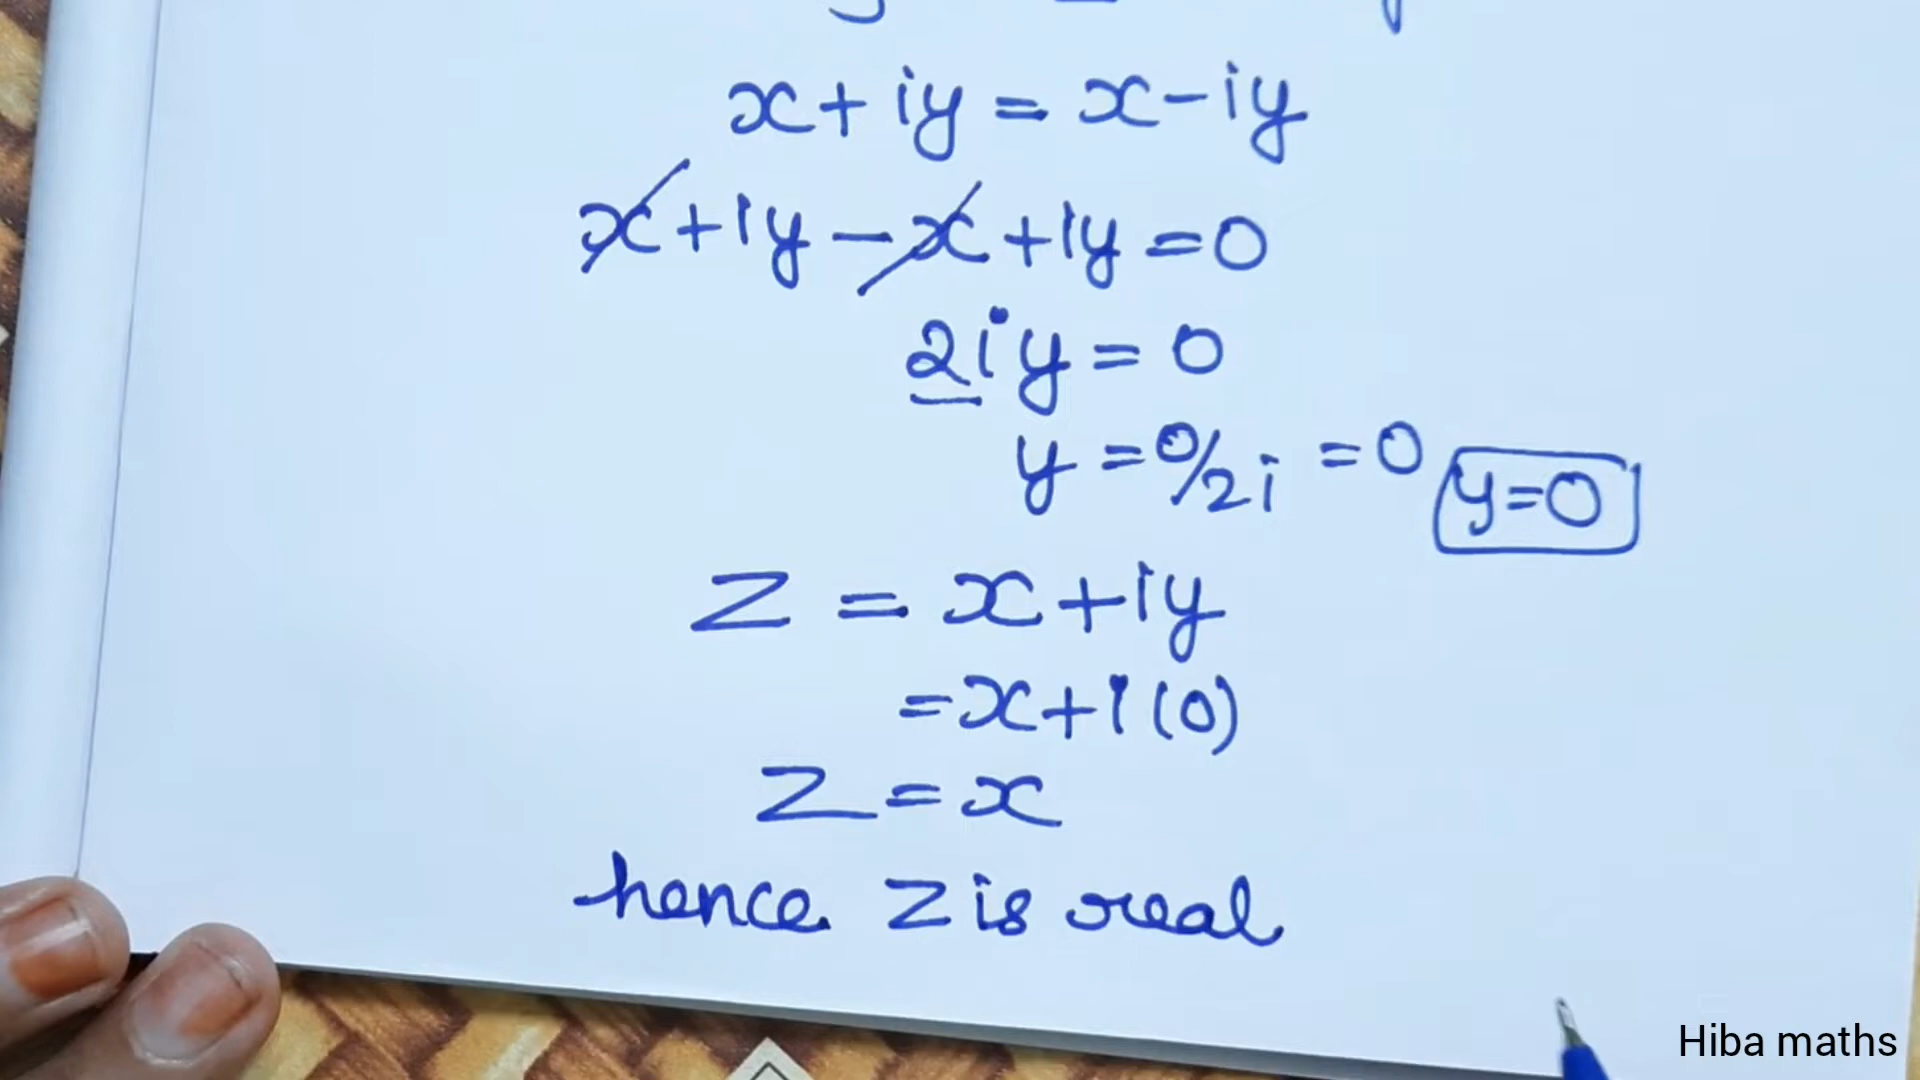 x + iy = x - iy
x + iy - x + iy = 0
2iy = 0
y = 0/2i = 0 y = 0
Z = x + iy
= x + i(0)
Z = x
hence Z is real
Hiba maths